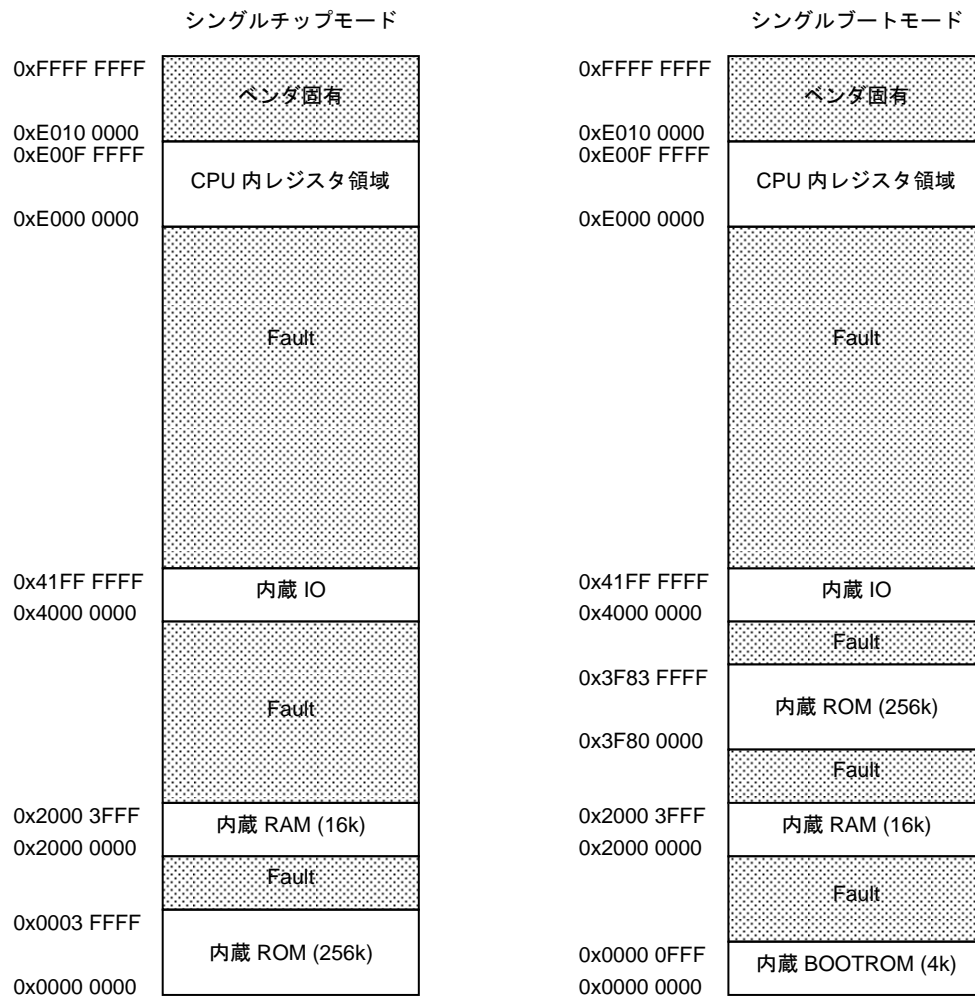 シングルチップモード
0xFFFF FFFF
ベンダ固有
0xE010 0000
0xE00F FFFF
CPU 内レジスタ領域
0xE000 0000
Fault
0x41FF FFFF
内蔵 IO
0x4000 0000
Fault
0x2000 3FFF
内蔵 RAM (16k)
0x2000 0000
Fault
0x0003 FFFF
内蔵 ROM (256k)
0x0000 0000
シングルブートモード
0xFFFF FFFF
ベンダ固有
0xE010 0000
0xE00F FFFF
CPU 内レジスタ領域
0xE000 0000
Fault
0x41FF FFFF
内蔵 IO
0x4000 0000
Fault
0x3F83 FFFF
内蔵 ROM (256k)
0x3F80 0000
Fault
0x2000 3FFF
内蔵 RAM (16k)
0x2000 0000
Fault
0x0000 0FFF
内蔵 BOOTROM (4k)
0x0000 0000